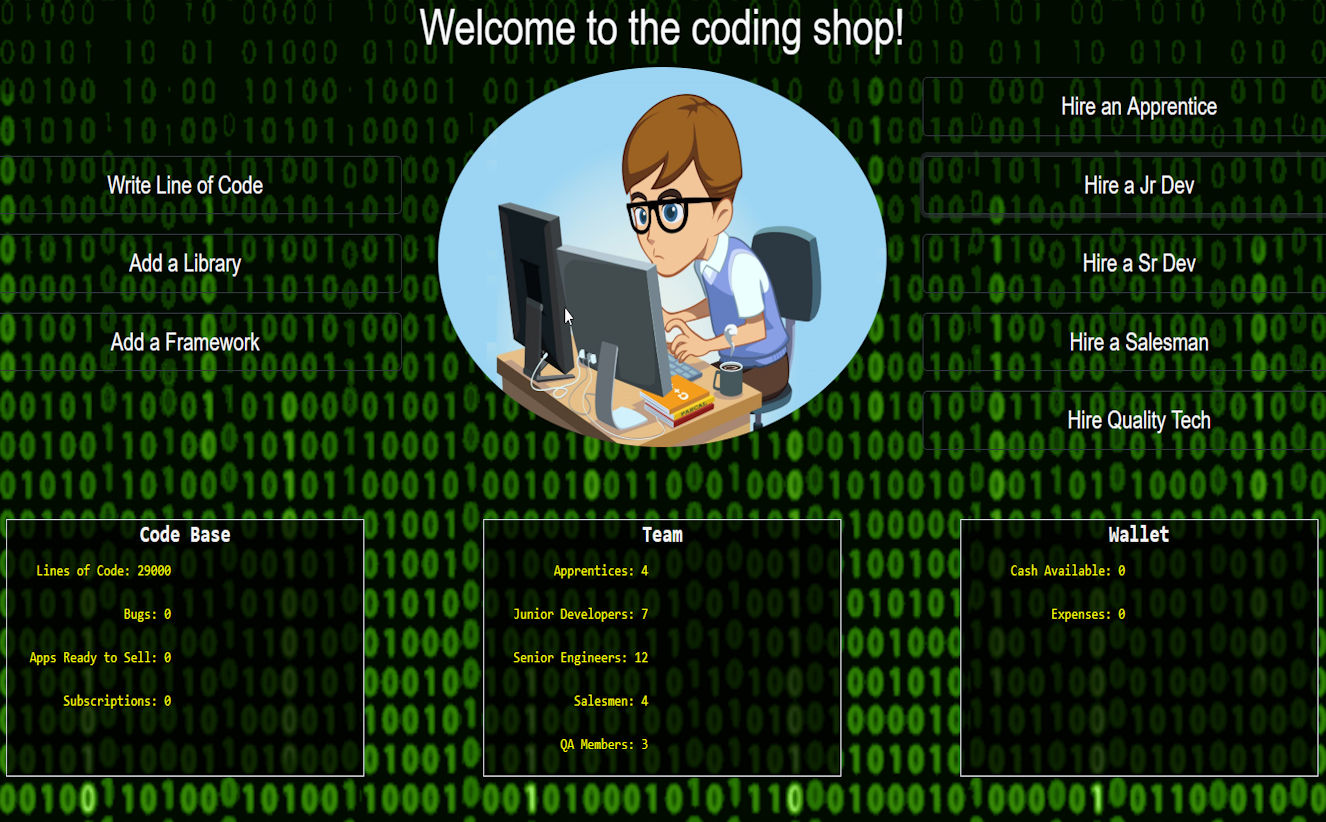 Welcome to the coding shop!
Write Line of Code
Add a Library
Add a Framework
Hire an Apprentice
Hire a Jr Dev
Hire a Sr Dev
Hire a Salesman
Hire Quality Tech
Code Base
Lines of Code: 29000
Bugs: 0
Apps Ready to Sell: 0
Subscriptions: 0
Team
Apprentices: 4
Junior Developers: 7
Senior Engineers: 12
Salesmen: 4
QA Members: 3
Wallet
Cash Available: 0
Expenses: 0